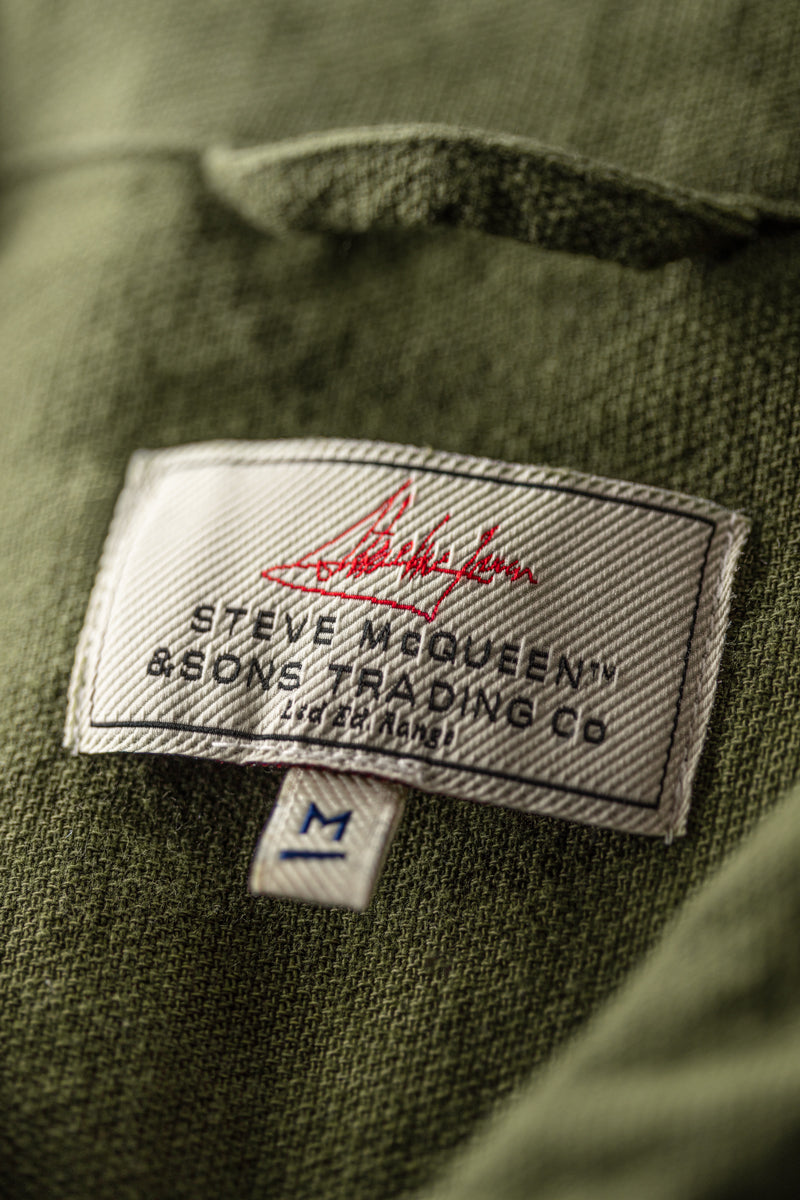 STEVE McQUEEN™
&SONS TRADING Co
Ltd Ed. Range
M